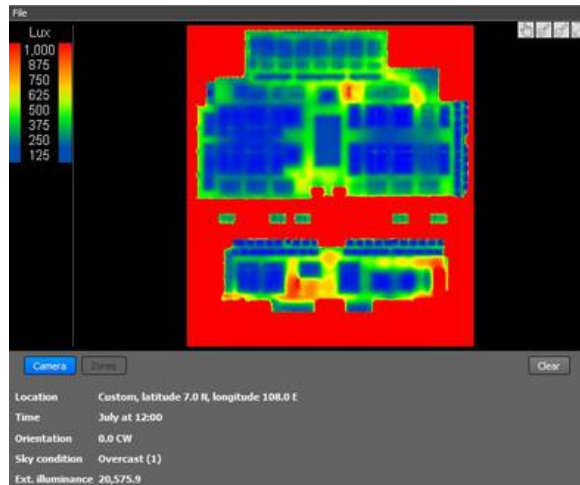 File
Lux
1,000
875
750
625
500
375
250
125
Camera
Zones
Clear
Location Custom, latitude 7.0 N, longitude 108.0 E
Time July at 12:00
Orientation 0.0 CW
Sky condition Overcast (1)
Ext. illuminance 20,575.9